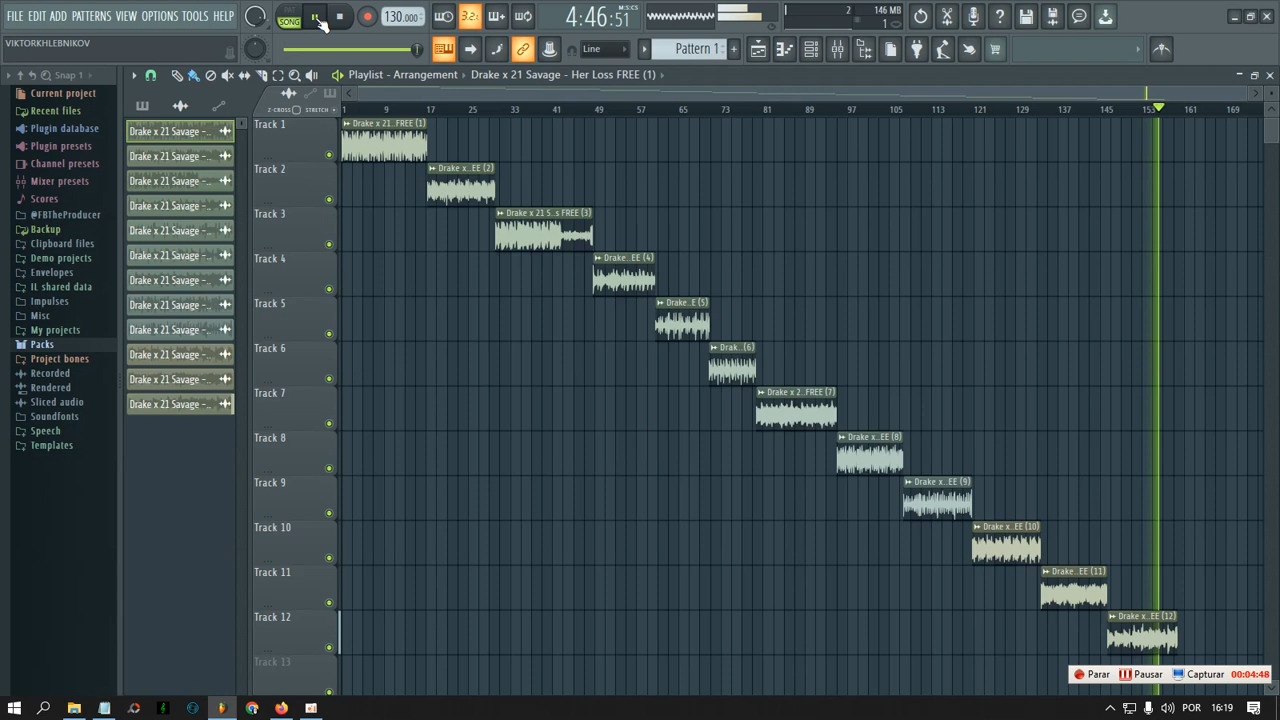 FILE EDIT ADD PATTERNS VIEW OPTIONS TOOLS HELP
PAT
SONG
130.000
3.2.
4:46:51
M:S:CS
2
146 MB
1
VIKTORKHLEBNIKOV
Line
Pattern 1
Snap 1
Playlist - Arrangement
Drake x 21 Savage - Her Loss FREE (1)
Z-CROSS
STRETCH
1 9 17 25 33 41 49 57 65 73 81 89 97 105 113 121 129 137 145 153 161 169
Current project
Recent files
Plugin database
Plugin presets
Channel presets
Mixer presets
Scores
@FBTheProducer
Backup
Clipboard files
Demo projects
Envelopes
IL shared data
Impulses
Misc
My projects
Packs
Project bones
Recorded
Rendered
Sliced audio
Soundfonts
Speech
Templates
Drake x 21 Savage -...
Drake x 21 Savage -...
Drake x 21 Savage -...
Drake x 21 Savage -...
Drake x 21 Savage -...
Drake x 21 Savage -...
Drake x 21 Savage -...
Drake x 21 Savage -...
Drake x 21 Savage -...
Drake x 21 Savage -...
Drake x 21 Savage -...
Drake x 21 Savage -...
Track 1
Drake x 21...FREE (1)
Track 2
Drake x..EE (2)
Track 3
Drake x 21 S..s FREE (3)
Track 4
Drake..EE (4)
Track 5
Drake..E (5)
Track 6
Drak..(6)
Track 7
Drake x 2..FREE (7)
Track 8
Drake x..EE (8)
Track 9
Drake x..EE (9)
Track 10
Drake x..EE (10)
Track 11
Drake..EE (11)
Track 12
Drake x..EE (12)
Track 13
Parar
Pausar
Capturar
00:04:48
POR
16:19